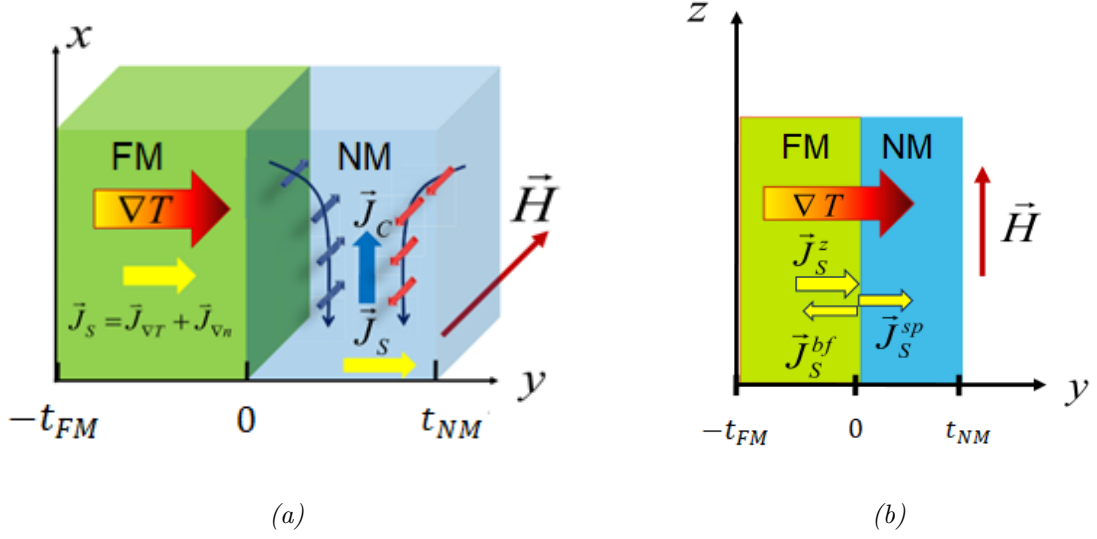 x
FM
NM
∇T
J⃗_C
H⃗
J⃗_S = J⃗_∇T + J⃗_∇n
J⃗_S
y
−t_FM
0
t_NM
(a)
z
FM
NM
∇T
H⃗
J⃗_S^z
J⃗_S^bf
J⃗_S^sp
y
−t_FM
0
t_NM
(b)